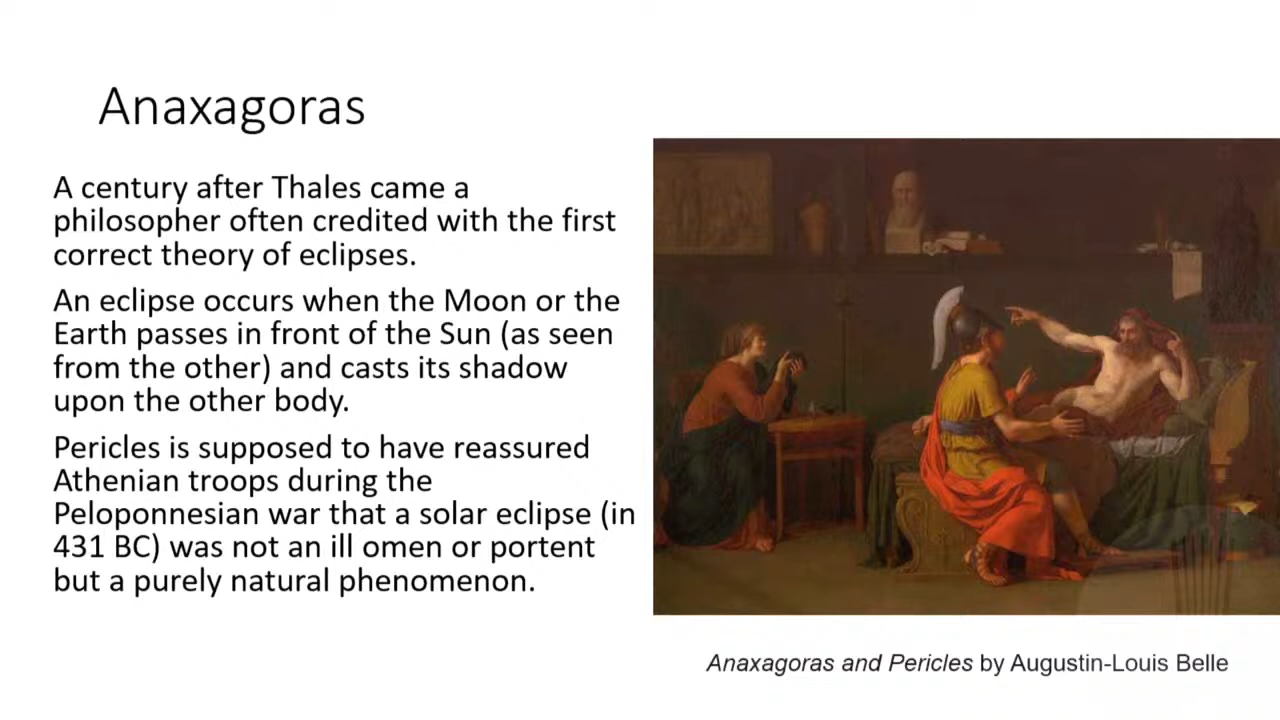 Anaxagoras
A century after Thales came a
philosopher often credited with the first
correct theory of eclipses.
An eclipse occurs when the Moon or the
Earth passes in front of the Sun (as seen
from the other) and casts its shadow
upon the other body.
Pericles is supposed to have reassured
Athenian troops during the
Peloponnesian war that a solar eclipse (in
431 BC) was not an ill omen or portent
but a purely natural phenomenon.
Anaxagoras and Pericles by Augustin-Louis Belle